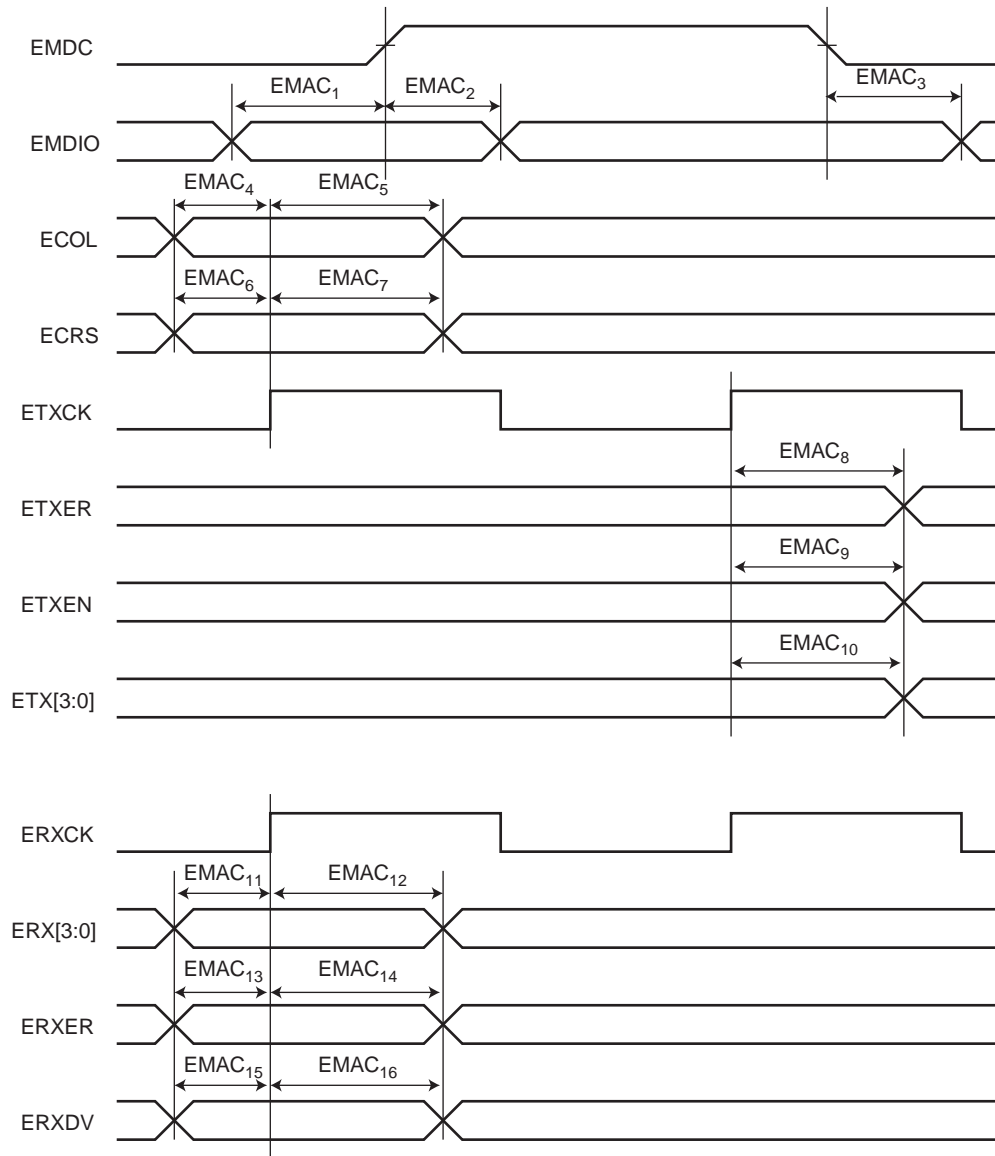 EMDC
EMAC1 EMAC2 EMAC3
EMDIO
EMAC4 EMAC5
ECOL
EMAC6 EMAC7
ECRS
ETXCK
EMAC8
ETXER
EMAC9
ETXEN
EMAC10
ETX[3:0]
ERXCK
EMAC11 EMAC12
ERX[3:0]
EMAC13 EMAC14
ERXER
EMAC15 EMAC16
ERXDV